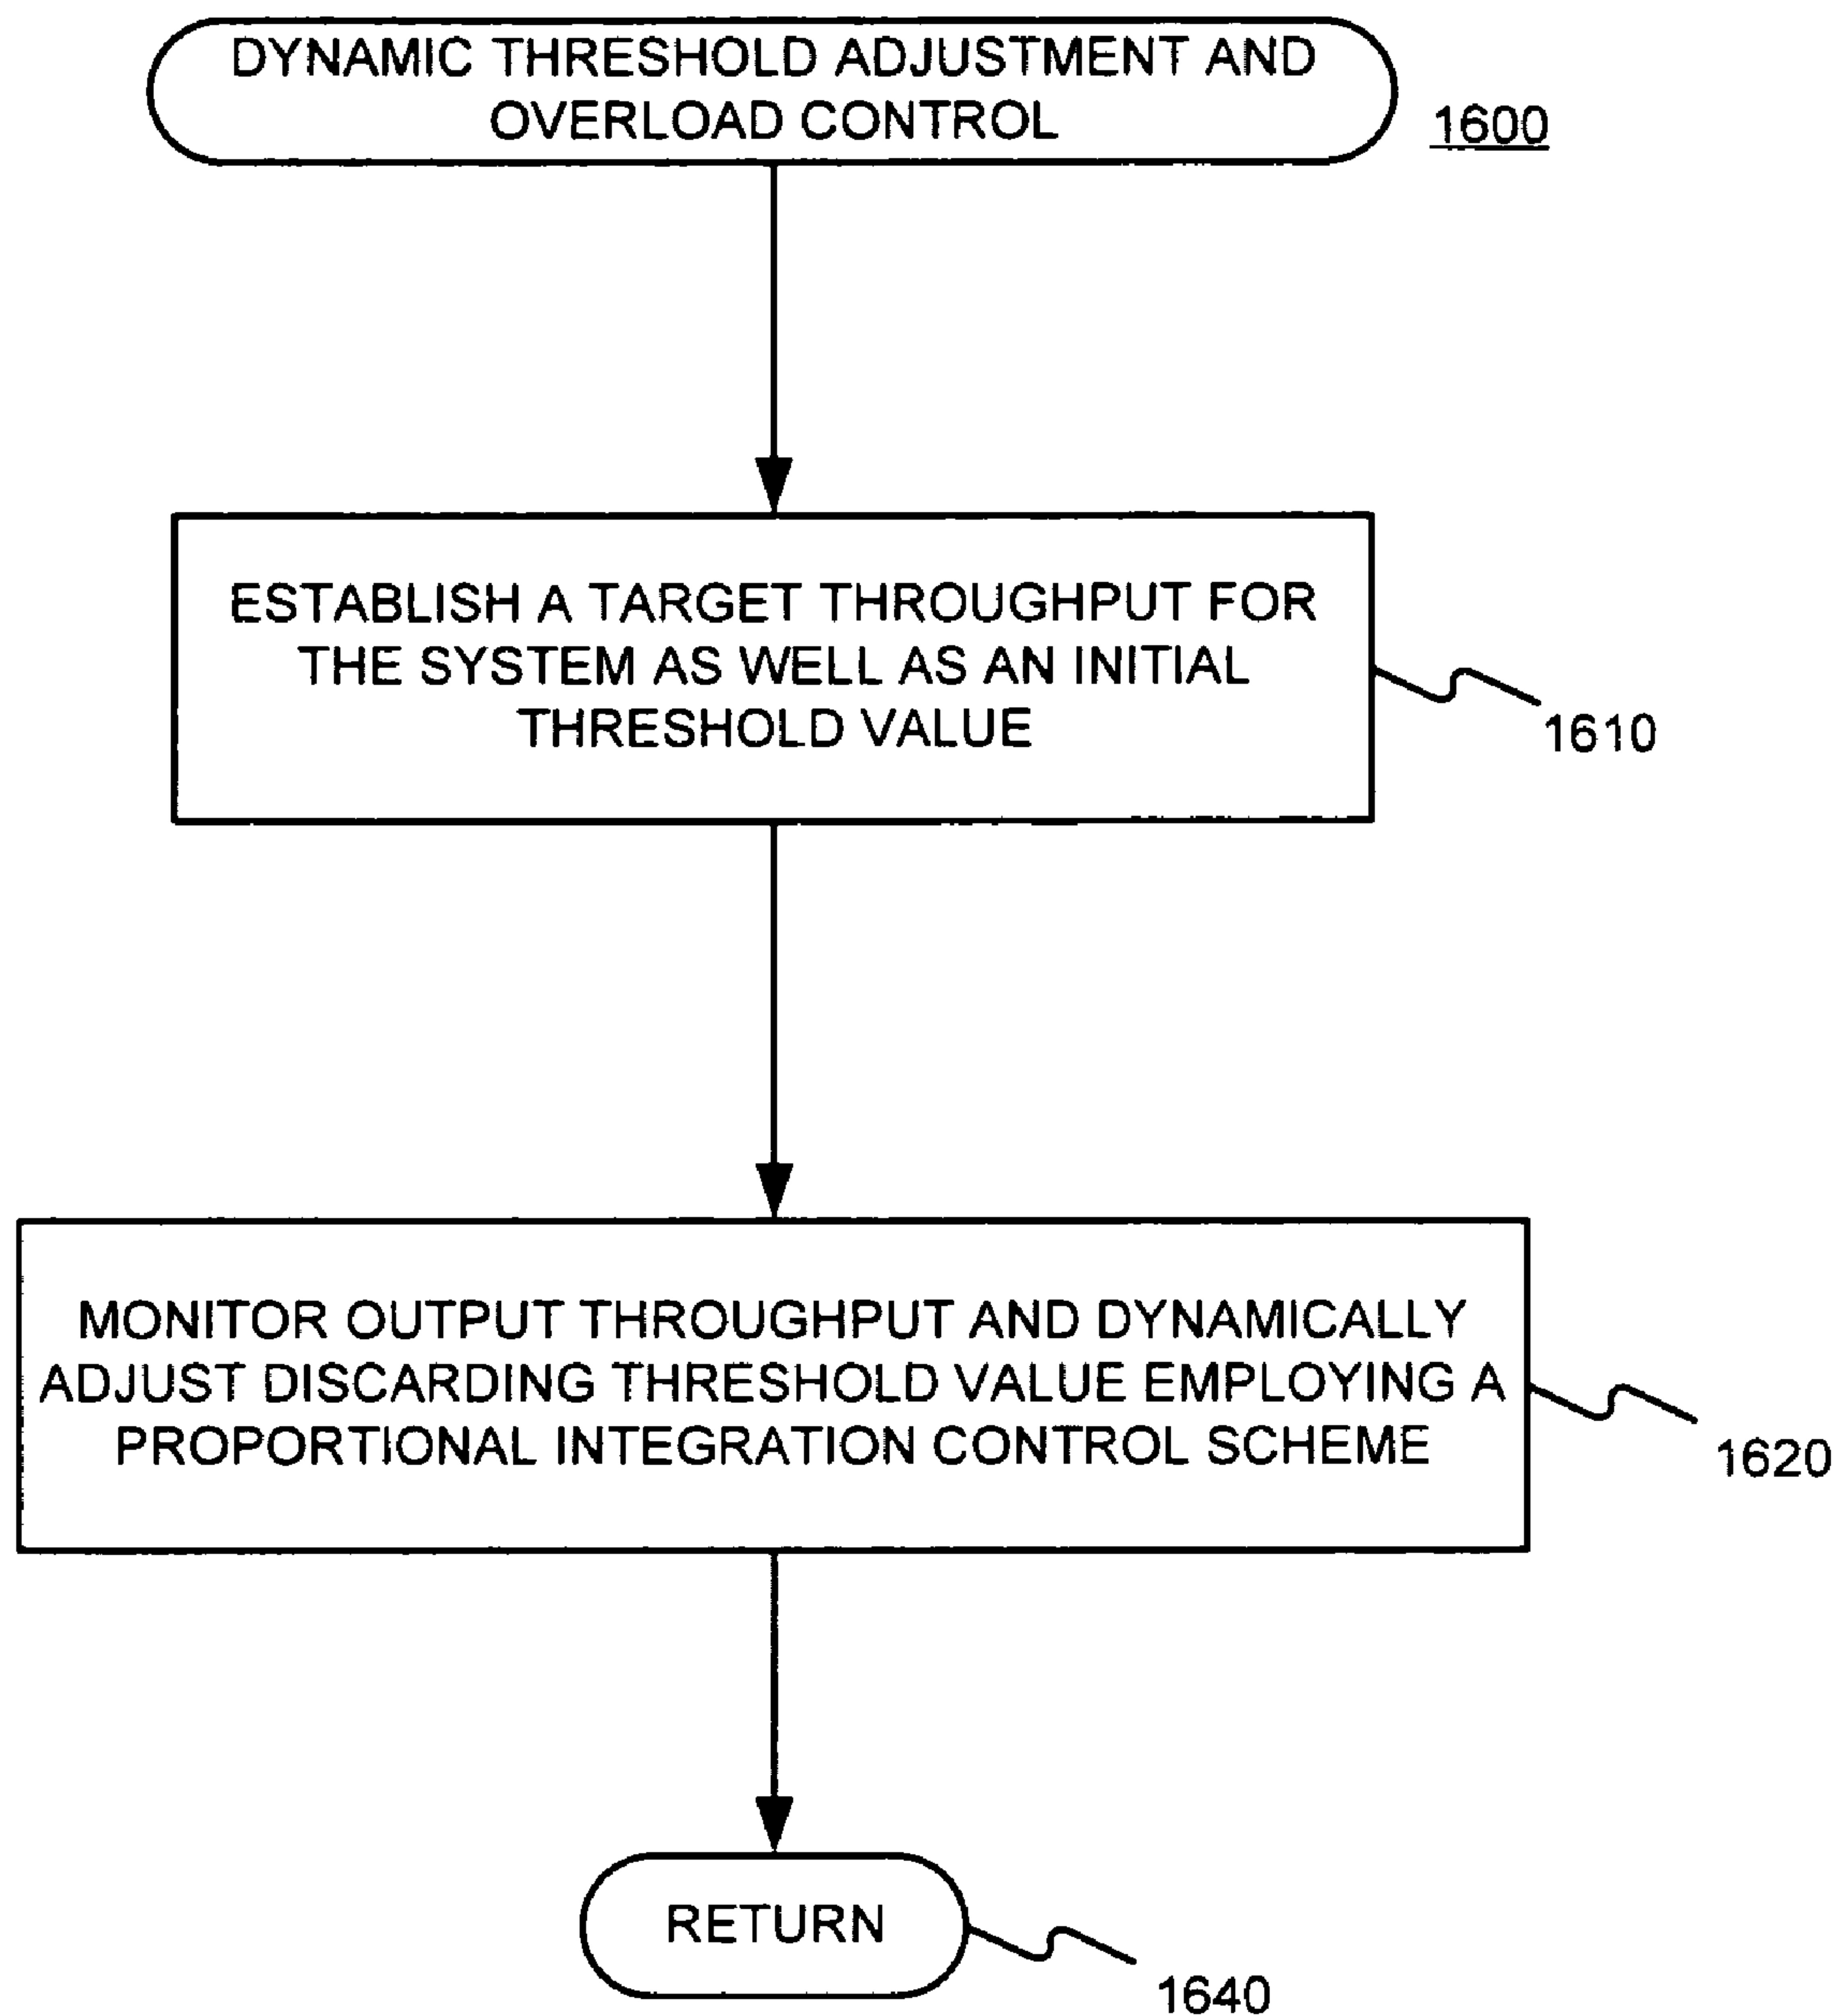 DYNAMIC THRESHOLD ADJUSTMENT AND
OVERLOAD CONTROL
1600
ESTABLISH A TARGET THROUGHPUT FOR
THE SYSTEM AS WELL AS AN INITIAL
THRESHOLD VALUE
1610
MONITOR OUTPUT THROUGHPUT AND DYNAMICALLY
ADJUST DISCARDING THRESHOLD VALUE EMPLOYING A
PROPORTIONAL INTEGRATION CONTROL SCHEME
1620
RETURN
1640